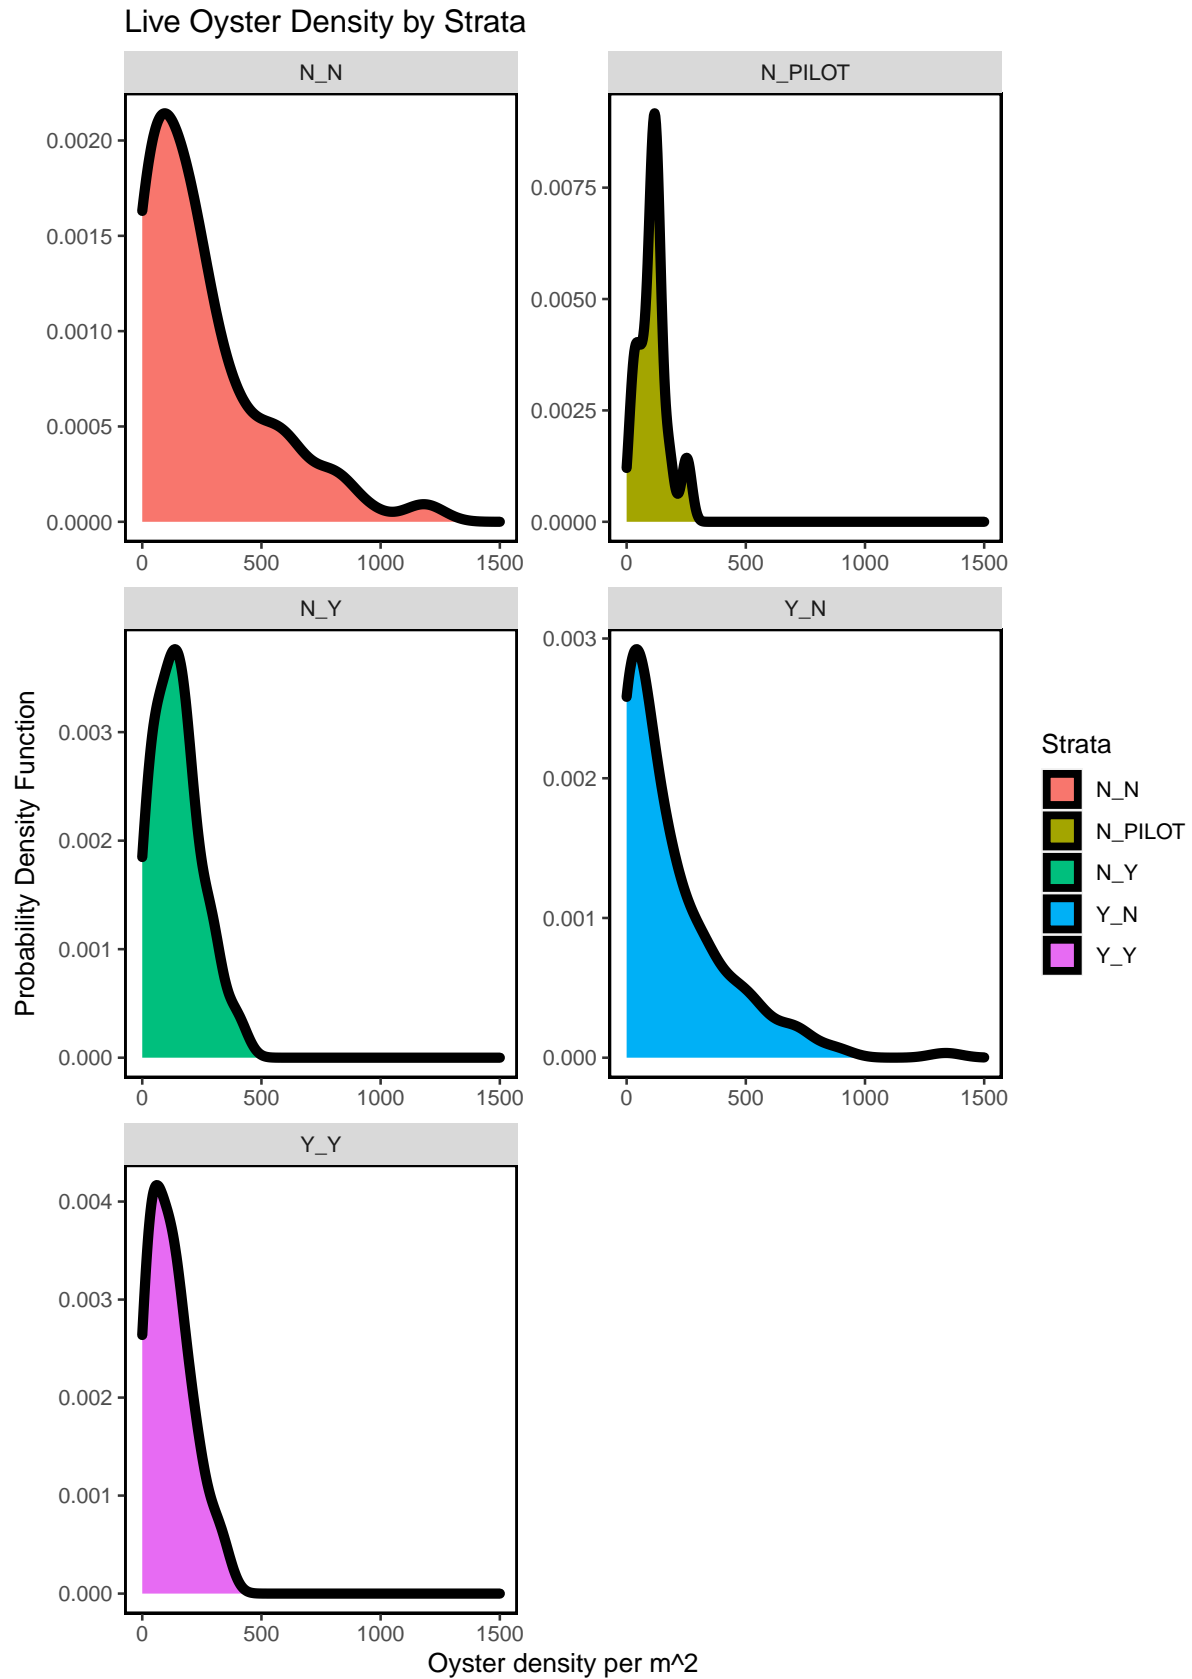 Live Oyster Density by Strata
N_N
N_PILOT
0.0020
0.0015
0.0010
0.0005
0.0000
0 500 1000 1500
0.0075
0.0050
0.0025
0.0000
0 500 1000 1500
N_Y
Y_N
0.003
0.002
0.001
0.000
0 500 1000 1500
0.003
0.002
0.001
0.000
0 500 1000 1500
Y_Y
0.004
0.003
0.002
0.001
0.000
0 500 1000 1500
Probability Density Function
Oyster density per m^2
Strata
N_N
N_PILOT
N_Y
Y_N
Y_Y